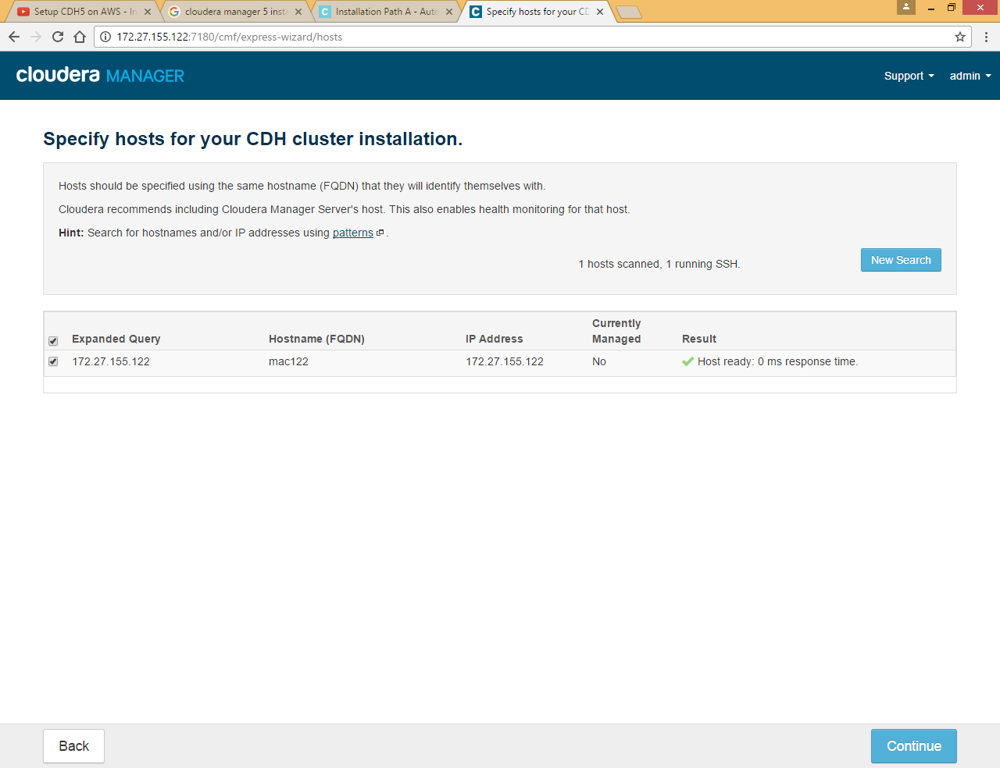 Setup CDH5 on AWS - In
cloudera manager 5 insta
Installation Path A - Auto
Specify hosts for your CD
172.27.155.122:7180/cmf/express-wizard/hosts
cloudera MANAGER
Support
admin
Specify hosts for your CDH cluster installation.
Hosts should be specified using the same hostname (FQDN) that they will identify themselves with.
Cloudera recommends including Cloudera Manager Server's host. This also enables health monitoring for that host.
Hint: Search for hostnames and/or IP addresses using patterns .
1 hosts scanned, 1 running SSH.
New Search
Expanded Query Hostname (FQDN) IP Address Currently Managed Result
172.27.155.122 mac122 172.27.155.122 No Host ready: 0 ms response time.
Back
Continue